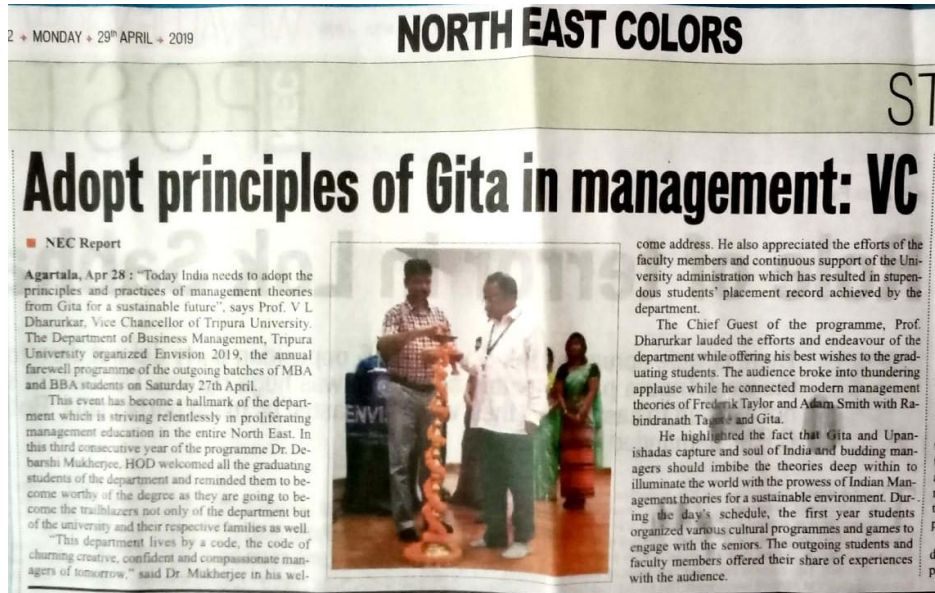 2 ✦ MONDAY ✦ 29th APRIL ✦ 2019
NORTH EAST COLORS
ST
Adopt principles of Gita in management: VC
■ NEC Report
Agartala, Apr 28 : “Today India needs to adopt the
principles and practices of management theories
from Gita for a sustainable future”, says Prof. V L
Dharurkar, Vice Chancellor of Tripura University.
The Department of Business Management, Tripura
University organized Envision 2019, the annual
farewell programme of the outgoing batches of MBA
and BBA students on Saturday 27th April.
This event has become a hallmark of the depart-
ment which is striving relentlessly in proliferating
management education in the entire North East. In
this third consecutive year of the programme Dr. De-
barshi Mukherjee, HOD welcomed all the graduating
students of the department and reminded them to be-
come worthy of the degree as they are going to be-
come the trailblazers not only of the department but
of the university and their respective families as well.
“This department lives by a code, the code of
churning creative, confident and compassionate man-
agers of tomorrow,” said Dr. Mukherjee in his wel-
ENVI
come address. He also appreciated the efforts of the
faculty members and continuous support of the Uni-
versity administration which has resulted in stupen-
dous students’ placement record achieved by the
department.
The Chief Guest of the programme, Prof.
Dharurkar lauded the efforts and endeavour of the
department while offering his best wishes to the grad-
uating students. The audience broke into thundering
applause while he connected modern management
theories of Frederik Taylor and Adam Smith with Ra-
bindranath Tagore and Gita.
He highlighted the fact that Gita and Upan-
ishadas capture and soul of India and budding man-
agers should imbibe the theories deep within to
illuminate the world with the prowess of Indian Man-
agement theories for a sustainable environment. Dur-
ing the day’s schedule, the first year students
organized various cultural programmes and games to
engage with the seniors. The outgoing students and
faculty members offered their share of experiences
with the audience.